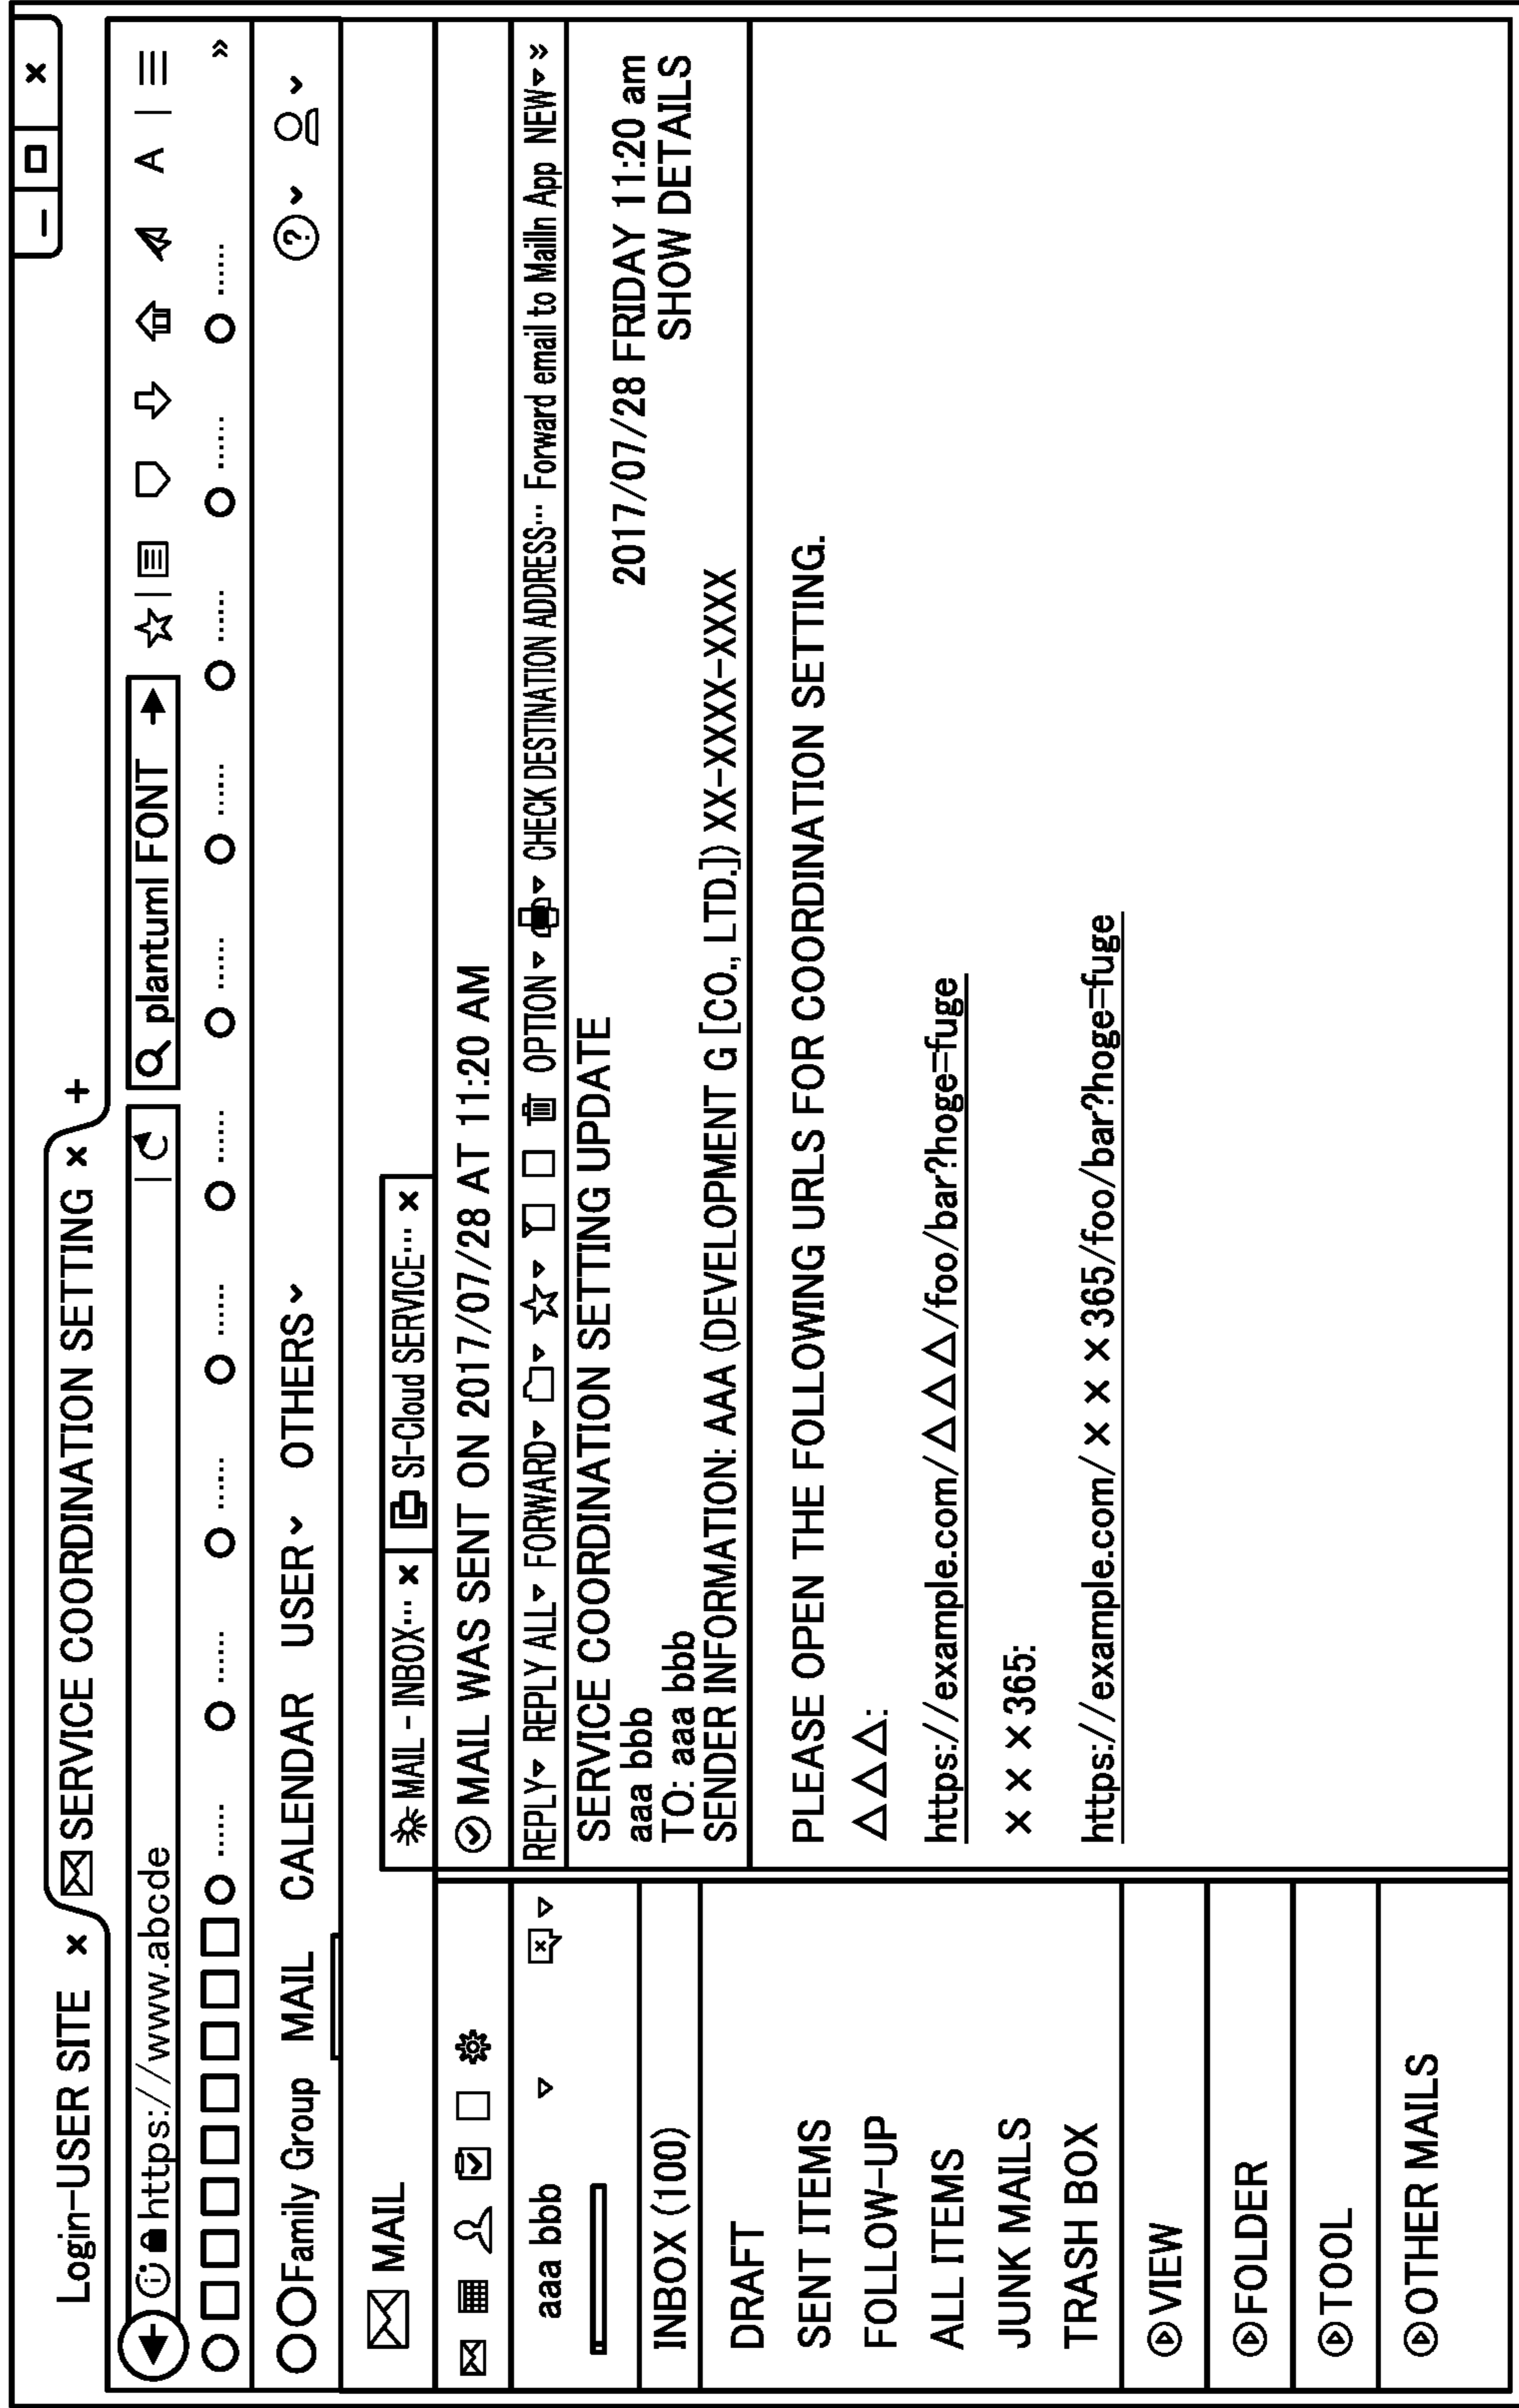 Login-USER SITE × SERVICE COORDINATION SETTING × +
https://www.abcde plantuml FONT
A
○○Family Group MAIL CALENDAR USER OTHERS
?
MAIL
MAIL - INBOX··· × SI-Cloud SERVICE··· ×
MAIL WAS SENT ON 2017/07/28 AT 11:20 AM
REPLY REPLY ALL FORWARD OPTION CHECK DESTINATION ADDRESS··· Forward email to MailIn App NEW »
aaa bbb
INBOX (100)
DRAFT
SENT ITEMS
FOLLOW-UP
ALL ITEMS
JUNK MAILS
TRASH BOX
VIEW
FOLDER
TOOL
OTHER MAILS
SERVICE COORDINATION SETTING UPDATE
aaa bbb
2017/07/28 FRIDAY 11:20 am
TO: aaa bbb
SHOW DETAILS
SENDER INFORMATION: AAA (DEVELOPMENT G [CO., LTD.]) XX-XXXX-XXXX
PLEASE OPEN THE FOLLOWING URLS FOR COORDINATION SETTING.
△△△:
https://example.com/△△△/foo/bar?hoge=fuge
×××365:
https://example.com/×××365/foo/bar?hoge=fuge